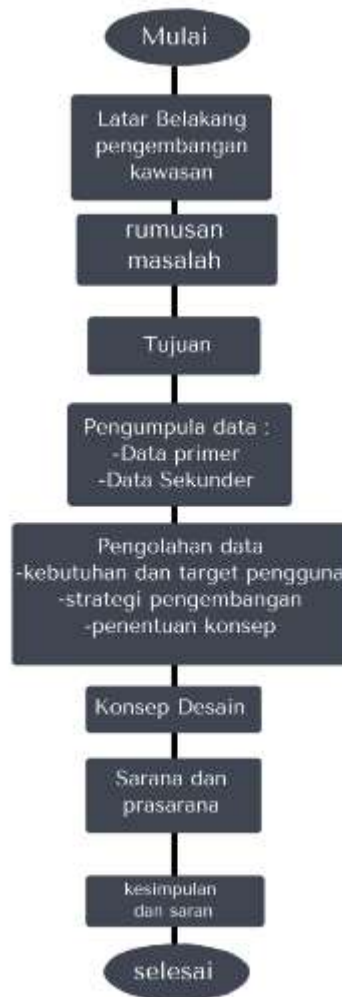 Mulai
Latar Belakang
pengembangan
kawasan
rumusan
masalah
Tujuan
Pengumpula data :
-Data primer
-Data Sekunder
Pengolahan data
-kebutuhan dan target pengguna
-strategi pengembangan
-penentuan konsep
Konsep Desain
Sarana dan
prasarana
kesimpulan
dan saran
selesai